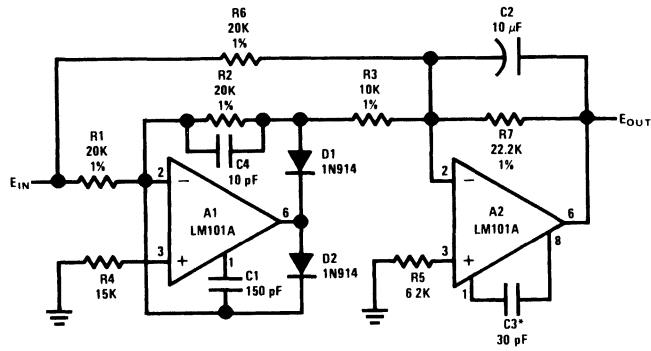 R6
20K
1%
C2
10 μF
R2
20K
1%
R3
10K
1%
R1
20K
1%
C4
10 pF
D1
1N914
R7
22.2K
1%
EOUT
EIN
2
−
A1
LM101A
6
3
+
1
R4
15K
C1
150 pF
D2
1N914
2
−
A2
LM101A
6
8
3
+
1
R5
6 2K
C3*
30 pF